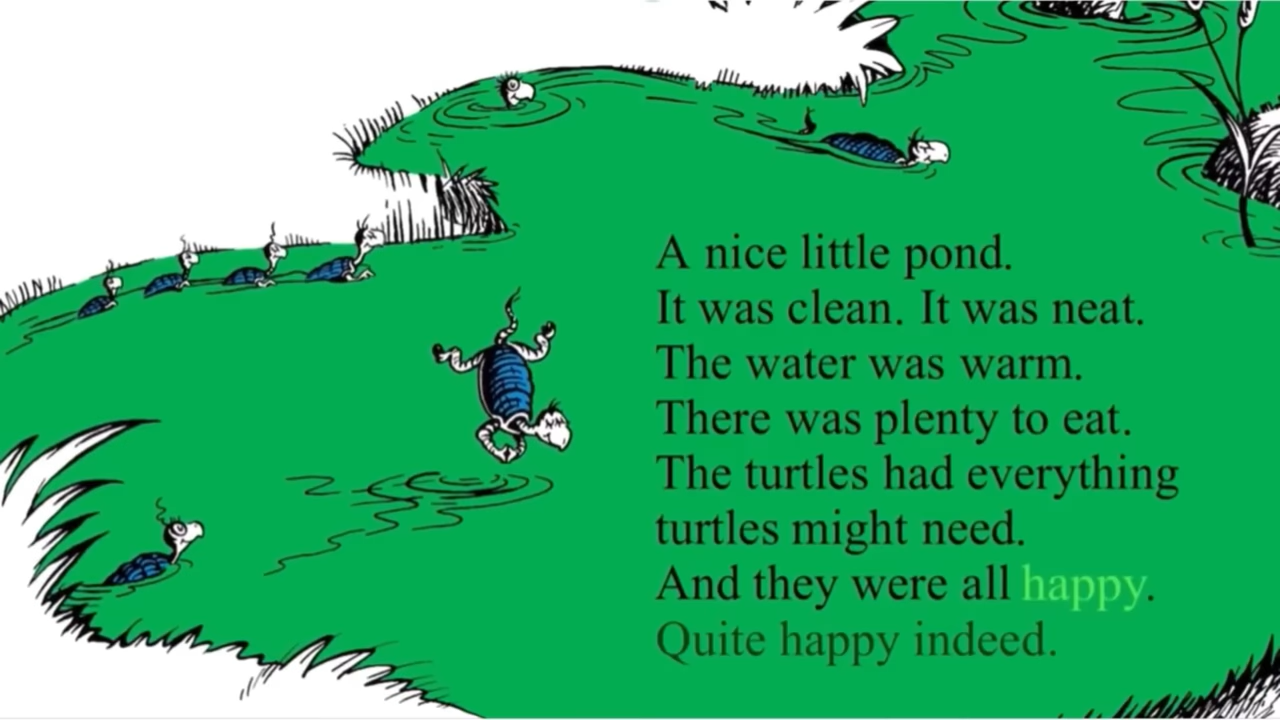 A nice little pond.
It was clean. It was neat.
The water was warm.
There was plenty to eat.
The turtles had everything
turtles might need.
And they were all happy.
Quite happy indeed.